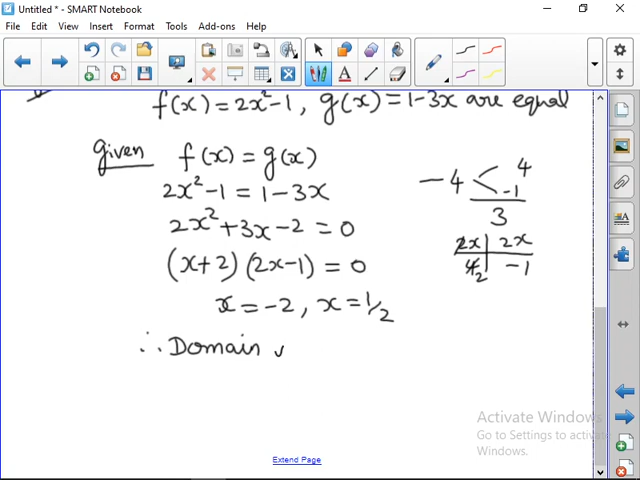 Untitled * - SMART Notebook
File Edit View Insert Format Tools Add-ons Help
f(x)=2x²-1, g(x)=1-3x are equal
Given f(x)=g(x)
2x²-1=1-3x
2x²+3x-2=0
(x+2)(2x-1)=0
x=-2, x=1/2
∴ Domain
-4 < 4
-1
3
2x | 2x
4 2 | -1
Activate Windows
Go to Settings to activate
Windows.
Extend Page